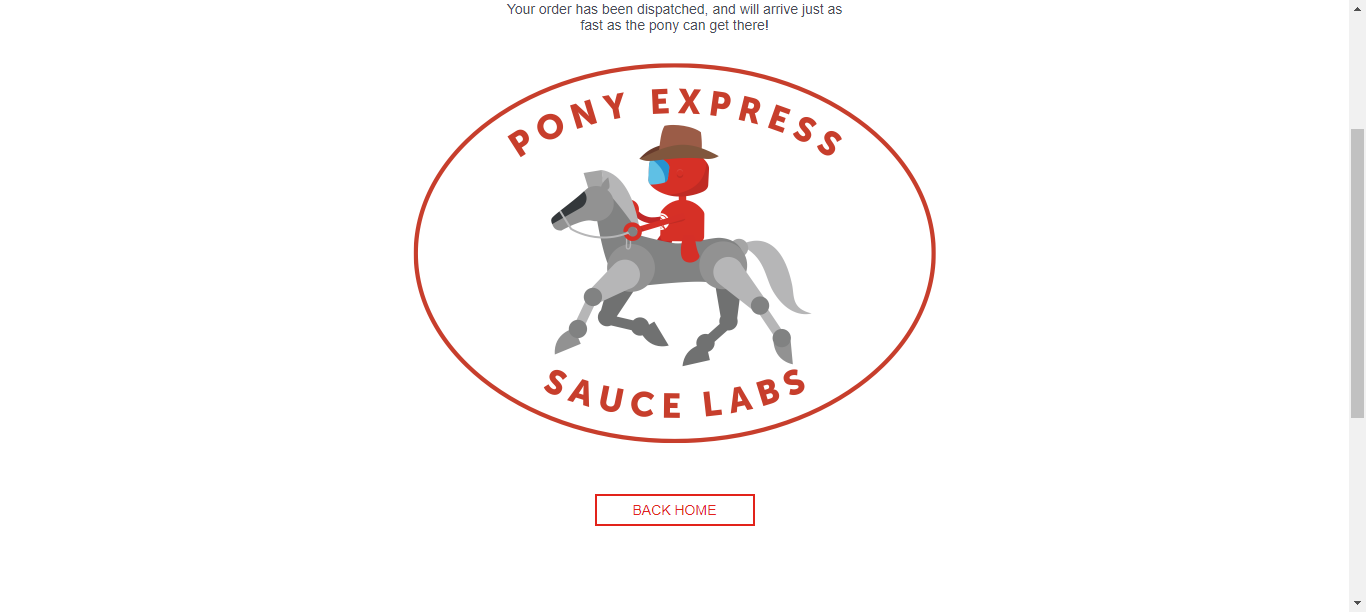 Your order has been dispatched, and will arrive just as
fast as the pony can get there!
PONY EXPRESS
SAUCE LABS
BACK HOME